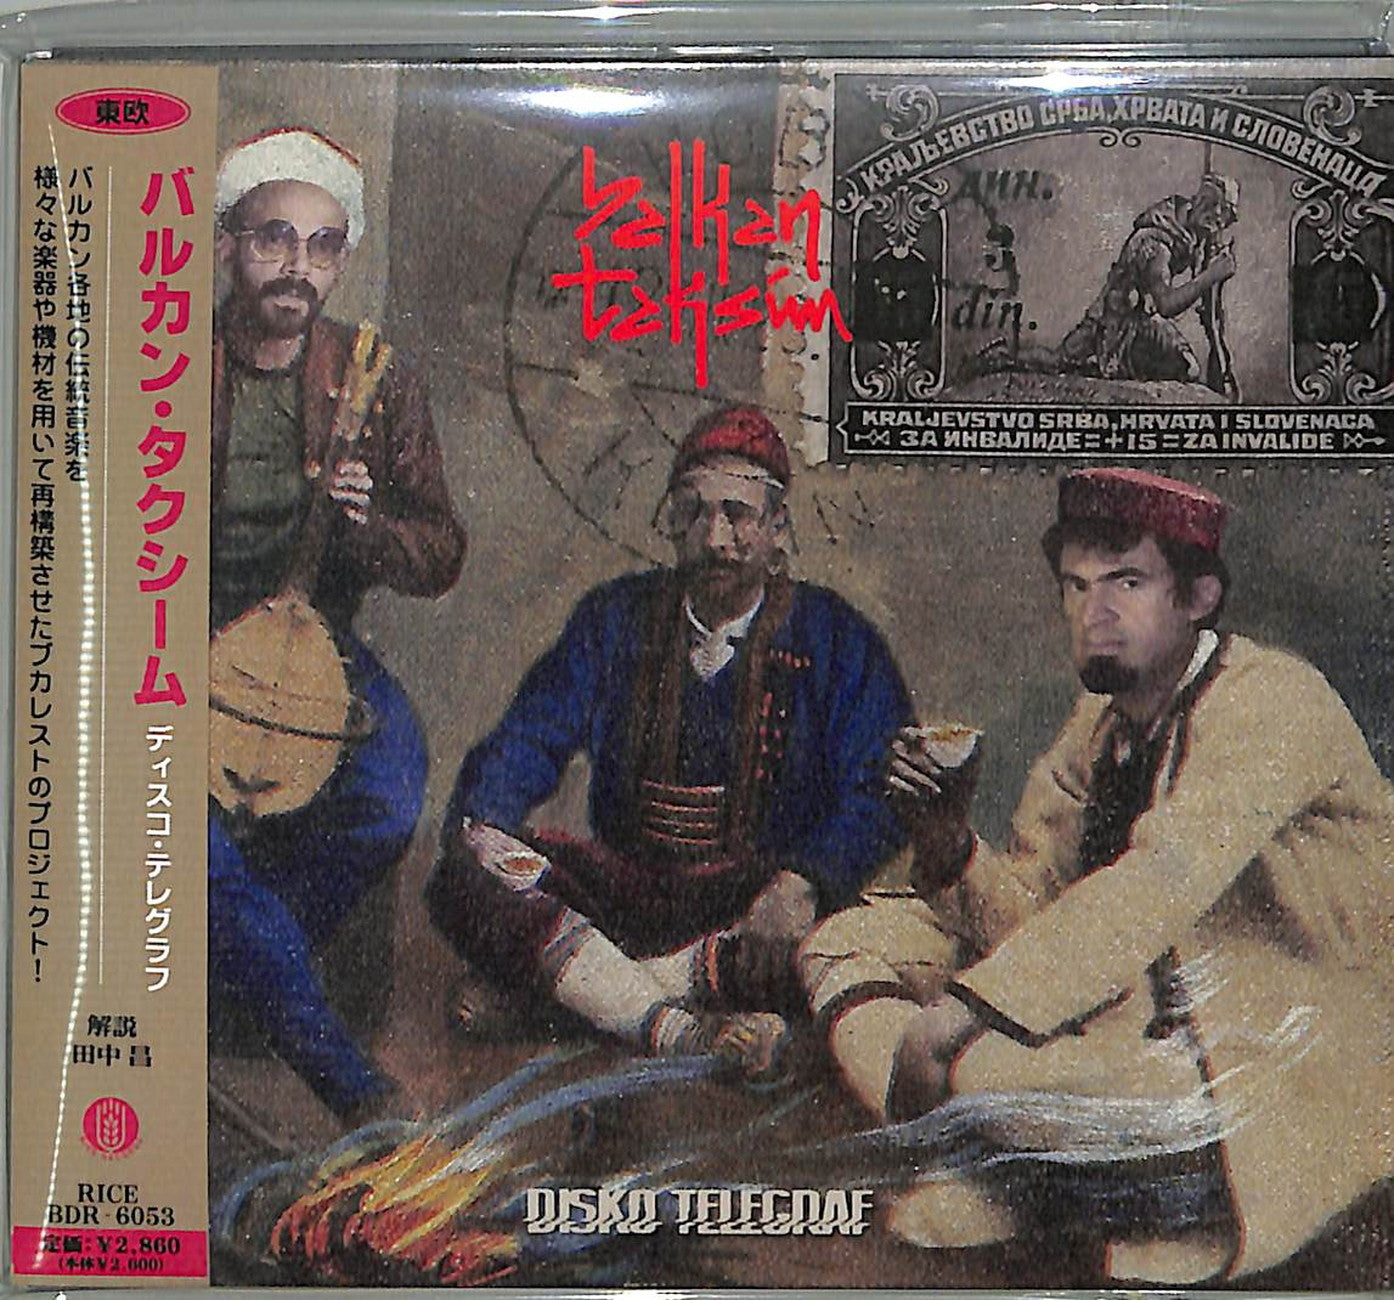 東欧
バルカン・タクシーム ディスコ・テレグラフ
バルカン各地の伝統音楽を
様々な楽器や機材を用いて再構築させたブカレストのプロジェクト!
解説
田中 昌
RICE
BDR-6053
定価:¥2,860
(本体¥2,600)
balkan
taksim
КРАЉЕВСТВО СРБА,ХРВАТА И СЛОВЕНАЦА
дин.
din.
KRALJEVSTVO SRBA,HRVATA I SLOVENACA
ЗА ИНВАЛИДЕ=+15=ZA INVALIDE
DISKO TELEGRAF